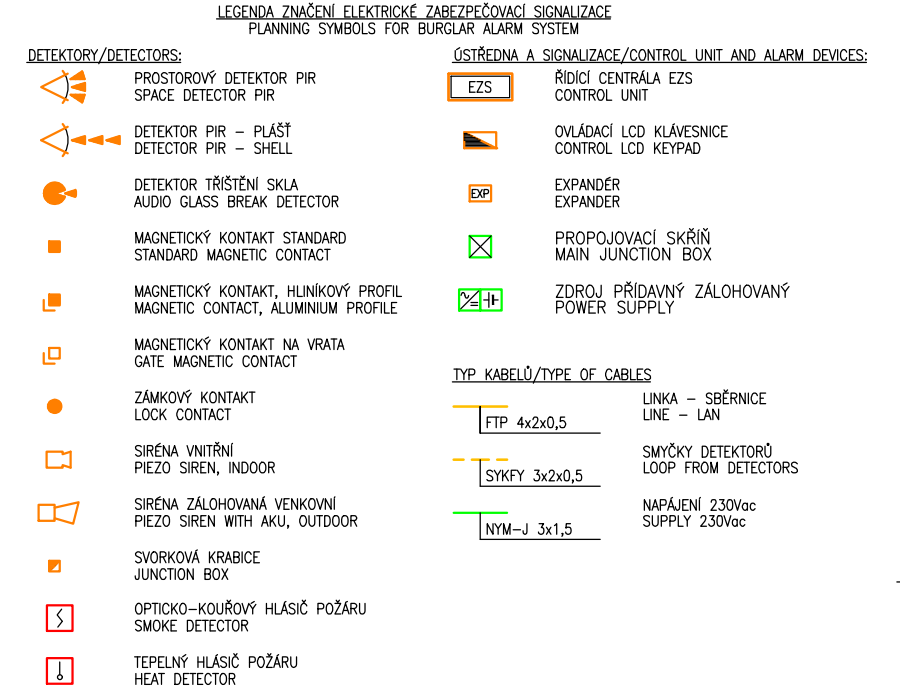 LEGENDA ZNAČENÍ ELEKTRICKÉ ZABEZPEČOVACÍ SIGNALIZACE
PLANNING SYMBOLS FOR BURGLAR ALARM SYSTEM
DETEKTORY/DETECTORS:
PROSTOROVÝ DETEKTOR PIR
SPACE DETECTOR PIR
DETEKTOR PIR – PLÁŠŤ
DETECTOR PIR – SHELL
DETEKTOR TŘÍŠTĚNÍ SKLA
AUDIO GLASS BREAK DETECTOR
MAGNETICKÝ KONTAKT STANDARD
STANDARD MAGNETIC CONTACT
MAGNETICKÝ KONTAKT, HLINÍKOVÝ PROFIL
MAGNETIC CONTACT, ALUMINIUM PROFILE
MAGNETICKÝ KONTAKT NA VRATA
GATE MAGNETIC CONTACT
ZÁMKOVÝ KONTAKT
LOCK CONTACT
SIRÉNA VNITŘNÍ
PIEZO SIREN, INDOOR
SIRÉNA ZÁLOHOVANÁ VENKOVNÍ
PIEZO SIREN WITH AKU, OUTDOOR
SVORKOVÁ KRABICE
JUNCTION BOX
OPTICKO–KOUŘOVÝ HLÁSIČ POŽÁRU
SMOKE DETECTOR
TEPELNÝ HLÁSIČ POŽÁRU
HEAT DETECTOR
ÚSTŘEDNA A SIGNALIZACE/CONTROL UNIT AND ALARM DEVICES:
EZS
ŘÍDÍCÍ CENTRÁLA EZS
CONTROL UNIT
OVLÁDACÍ LCD KLÁVESNICE
CONTROL LCD KEYPAD
EXP
EXPANDÉR
EXPANDER
PROPOJOVACÍ SKŘÍŇ
MAIN JUNCTION BOX
ZDROJ PŘÍDAVNÝ ZÁLOHOVANÝ
POWER SUPPLY
TYP KABELŮ/TYPE OF CABLES
FTP 4x2x0,5
LINKA – SBĚRNICE
LINE – LAN
SYKFY 3x2x0,5
SMYČKY DETEKTORŮ
LOOP FROM DETECTORS
NYM–J 3x1,5
NAPÁJENÍ 230Vac
SUPPLY 230Vac